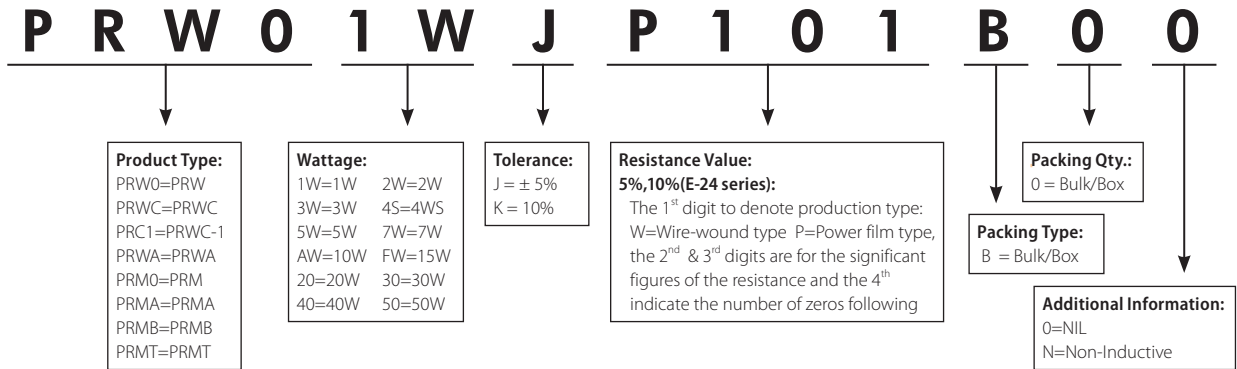 P R W 0 1 W J P 1 0 1 B 0 0
Product Type:
PRW0=PRW
PRWC=PRWC
PRC1=PRWC-1
PRWA=PRWA
PRM0=PRM
PRMA=PRMA
PRMB=PRMB
PRMT=PRMT
Wattage:
1W=1W 2W=2W
3W=3W 4S=4WS
5W=5W 7W=7W
AW=10W FW=15W
20=20W 30=30W
40=40W 50=50W
Tolerance:
J = ± 5%
K = 10%
Resistance Value:
5%,10%(E-24 series):
The 1st digit to denote production type:
W=Wire-wound type P=Power film type,
the 2nd & 3rd digits are for the significant
figures of the resistance and the 4th
indicate the number of zeros following
Packing Type:
B = Bulk/Box
Packing Qty.:
0 = Bulk/Box
Additional Information:
0=NIL
N=Non-Inductive